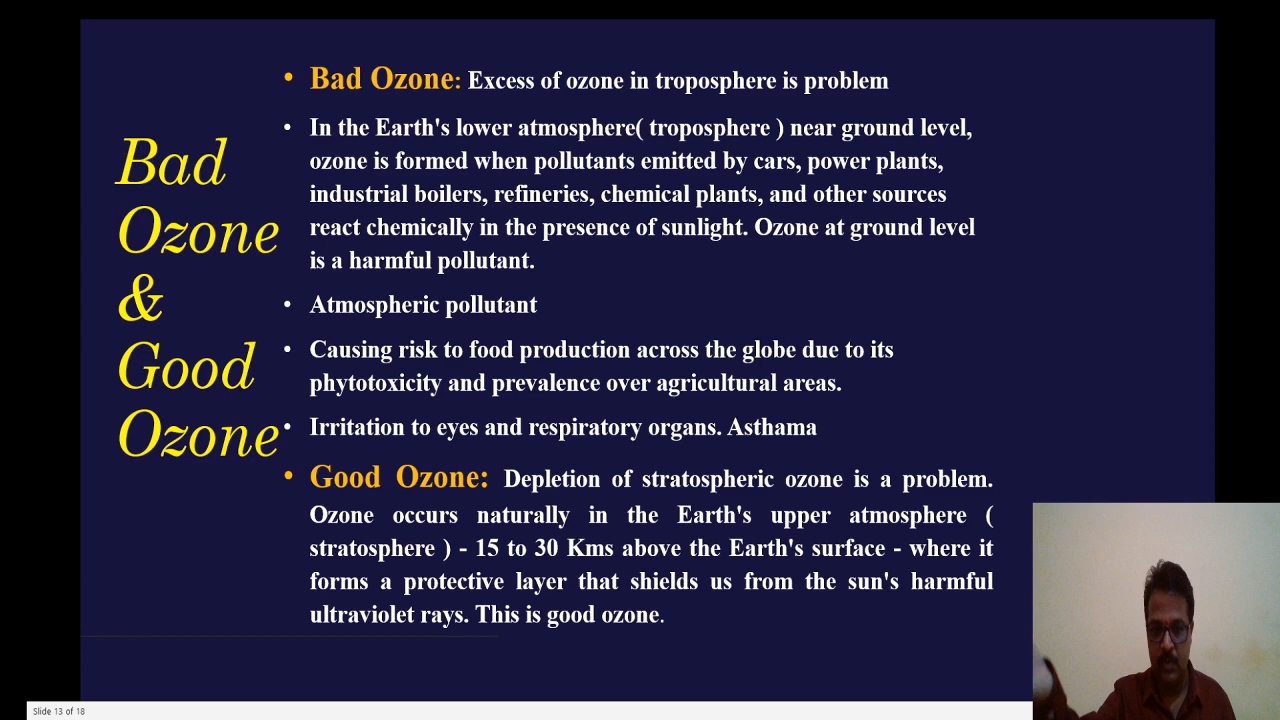 Bad
Ozone
&
Good
Ozone
• Bad Ozone: Excess of ozone in troposphere is problem
• In the Earth's lower atmosphere( troposphere ) near ground level,
ozone is formed when pollutants emitted by cars, power plants,
industrial boilers, refineries, chemical plants, and other sources
react chemically in the presence of sunlight. Ozone at ground level
is a harmful pollutant.
• Atmospheric pollutant
• Causing risk to food production across the globe due to its
phytotoxicity and prevalence over agricultural areas.
• Irritation to eyes and respiratory organs. Asthama
• Good Ozone: Depletion of stratospheric ozone is a problem.
Ozone occurs naturally in the Earth's upper atmosphere (
stratosphere ) - 15 to 30 Kms above the Earth's surface - where it
forms a protective layer that shields us from the sun's harmful
ultraviolet rays. This is good ozone.
Slide 13 of 18